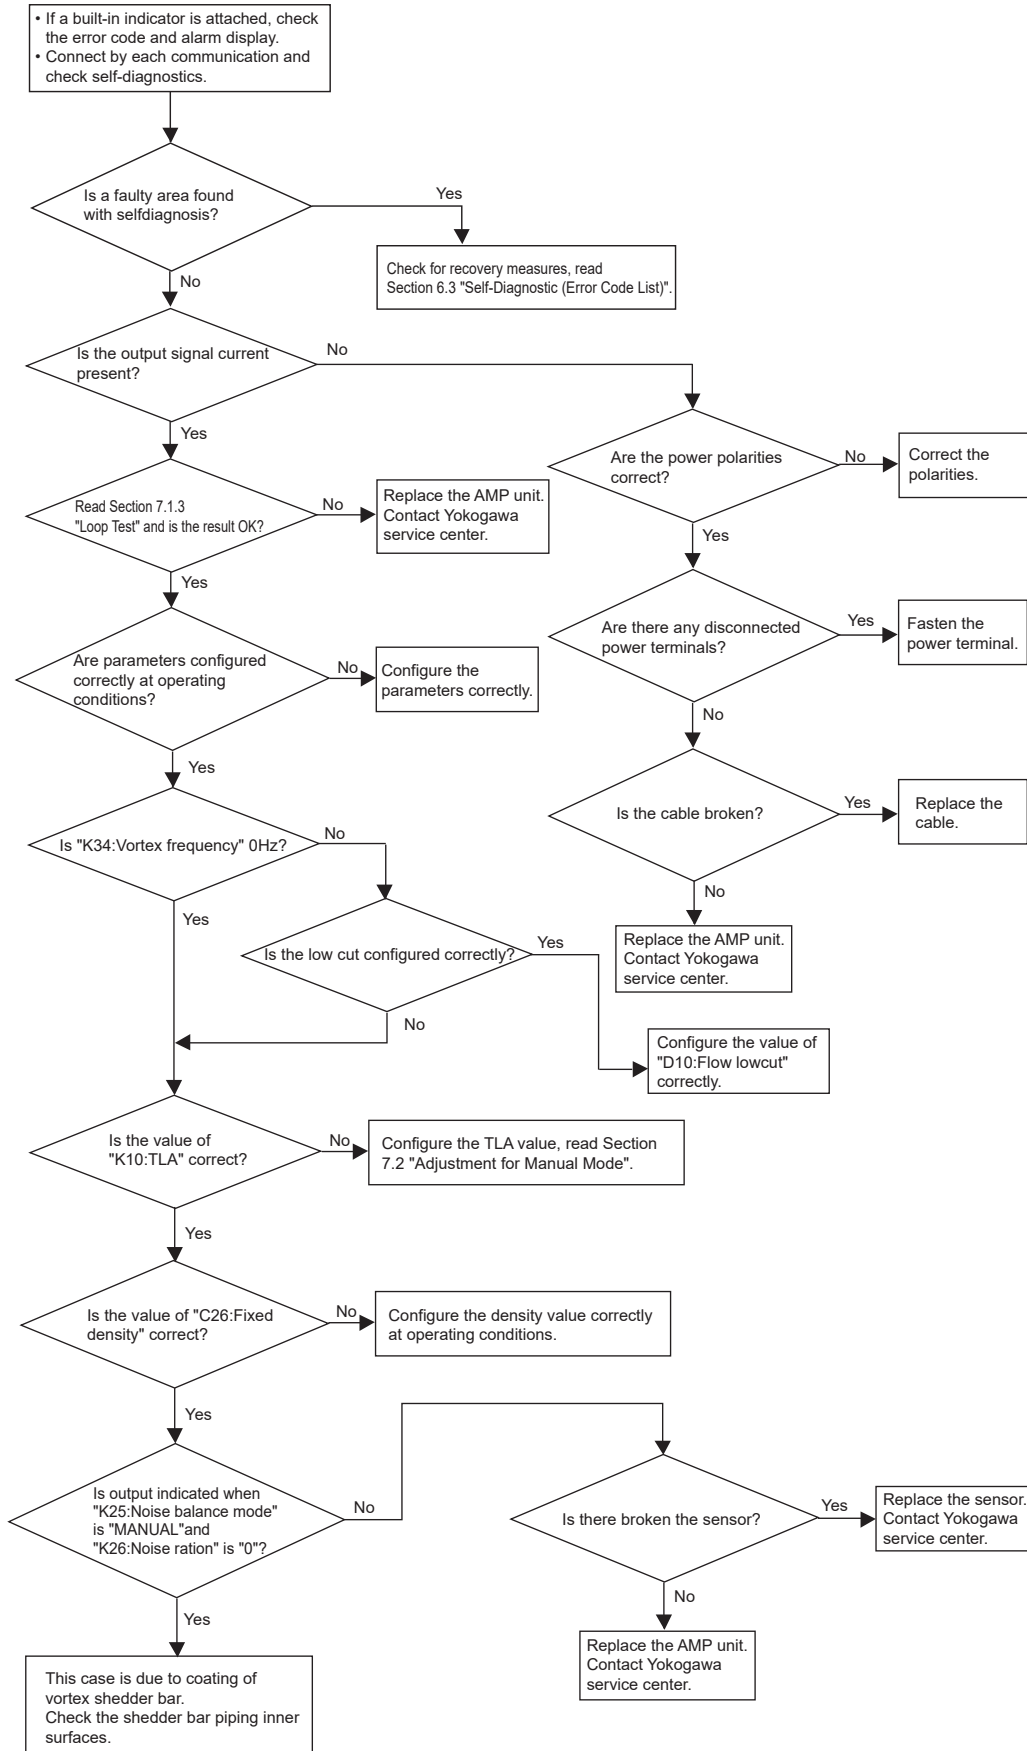 • If a built-in indicator is attached, check
the error code and alarm display.
• Connect by each communication and
check self-diagnostics.
Is a faulty area found
with selfdiagnosis?
Yes
Check for recovery measures, read
Section 6.3 "Self-Diagnostic (Error Code List)".
No
Is the output signal current
present?
No
Yes
Are the power polarities
correct?
No
Correct the
polarities.
Read Section 7.1.3
"Loop Test" and is the result OK?
No
Replace the AMP unit.
Contact Yokogawa
service center.
Yes
Yes
Are there any disconnected
power terminals?
Yes
Fasten the
power terminal.
Are parameters configured
correctly at operating
conditions?
No
Configure the
parameters correctly.
No
Yes
Is the cable broken?
Yes
Replace the
cable.
Is "K34:Vortex frequency" 0Hz?
No
Yes
No
Is the low cut configured correctly?
Yes
Replace the AMP unit.
Contact Yokogawa
service center.
No
Configure the value of
"D10:Flow lowcut"
correctly.
Is the value of
"K10:TLA" correct?
No
Configure the TLA value, read Section
7.2 "Adjustment for Manual Mode".
Yes
Is the value of "C26:Fixed
density" correct?
No
Configure the density value correctly
at operating conditions.
Yes
Is output indicated when
"K25:Noise balance mode"
is "MANUAL"and
"K26:Noise ration" is "0"?
No
Is there broken the sensor?
Yes
Replace the sensor.
Contact Yokogawa
service center.
No
Yes
Replace the AMP unit.
Contact Yokogawa
service center.
This case is due to coating of
vortex shedder bar.
Check the shedder bar piping inner
surfaces.